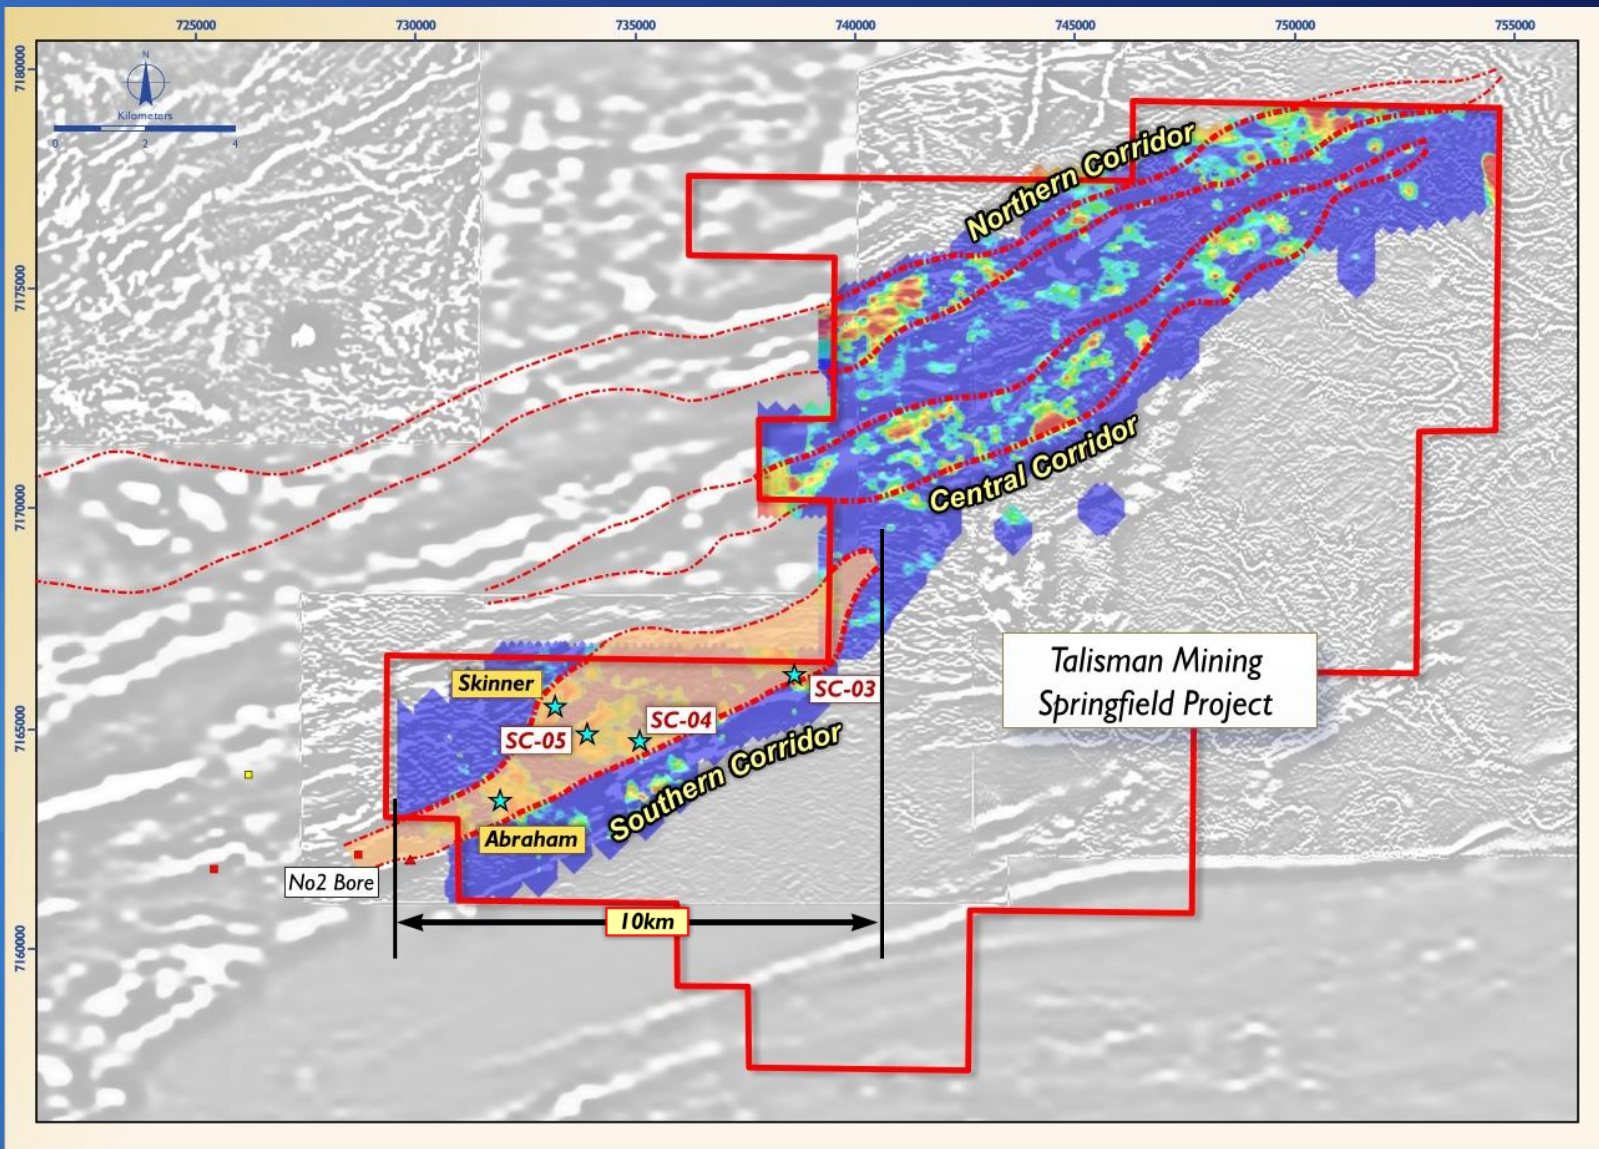 725000 730000 735000 740000 745000 750000 755000
7180000
7175000
7170000
7165000
7160000
N
Kilometers
0 2 4
Northern Corridor
Central Corridor
Talisman Mining
Springfield Project
Skinner
SC-03
SC-04
SC-05
Southern Corridor
Abraham
No2 Bore
10km